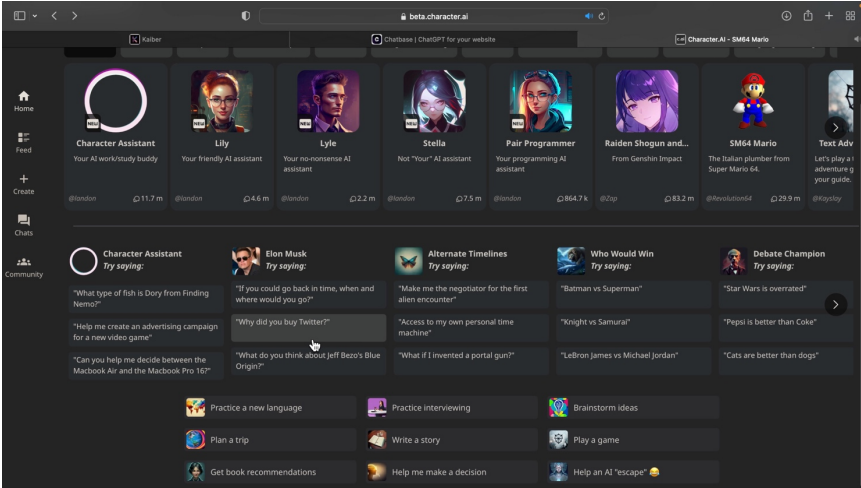 beta.character.ai
Kaiber
Chatbase | ChatGPT for your website
Character.AI - SM64 Mario
Home
Feed
Create
Chats
Community
NEW
NEW
NEW
NEW
NEW
Character Assistant
Lily
Lyle
Stella
Pair Programmer
Raiden Shogun and...
SM64 Mario
Text Adv
Your AI work/study buddy
Your friendly AI assistant
Your no-nonsense AI
assistant
Not "Your" AI assistant
Your programming AI
assistant
From Genshin Impact
The Italian plumber from
Super Mario 64.
Let's play a
adventure g
your guide.
@landon
11.7 m
@landon
4.6 m
@landon
2.2 m
@landon
7.5 m
@landon
864.7 k
@Zap
83.2 m
@Revolution64
29.9 m
@Kayslay
Character Assistant
Try saying:
"What type of fish is Dory from Finding
Nemo?"
"Help me create an advertising campaign
for a new video game"
"Can you help me decide between the
Macbook Air and the Macbook Pro 16?"
Elon Musk
Try saying:
"If you could go back in time, when and
where would you go?"
"Why did you buy Twitter?"
"What do you think about Jeff Bezo's Blue
Origin?"
Alternate Timelines
Try saying:
"Make me the negotiator for the first
alien encounter"
"Access to my own personal time
machine"
"What if I invented a portal gun?"
Who Would Win
Try saying:
"Batman vs Superman"
"Knight vs Samurai"
"LeBron James vs Michael Jordan"
Debate Champion
Try saying:
"Star Wars is overrated"
"Pepsi is better than Coke"
"Cats are better than dogs"
Practice a new language
Practice interviewing
Brainstorm ideas
Plan a trip
Write a story
Play a game
Get book recommendations
Help me make a decision
Help an AI "escape" 😂